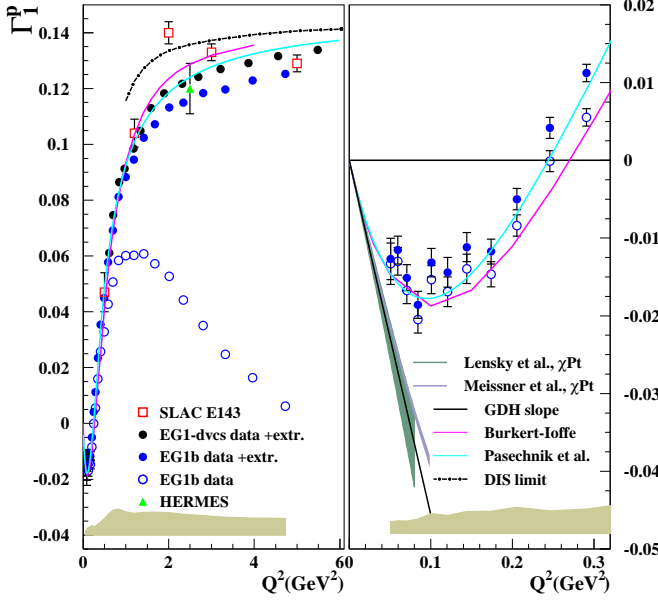 Γ₁ᵖ
0.14
0.12
0.1
0.08
0.06
0.04
0.02
0
-0.02
-0.04
0.02
0.01
0
-0.01
-0.02
-0.03
-0.04
-0.05
SLAC E143
EG1-dvcs data +extr.
EG1b data +extr.
EG1b data
HERMES
Lensky et al., χPt
Meissner et al., χPt
GDH slope
Burkert-Ioffe
Pasechnik et al.
DIS limit
0 2 4 6
0 0.1 0.2 0.3
Q²(GeV²)
Q²(GeV²)